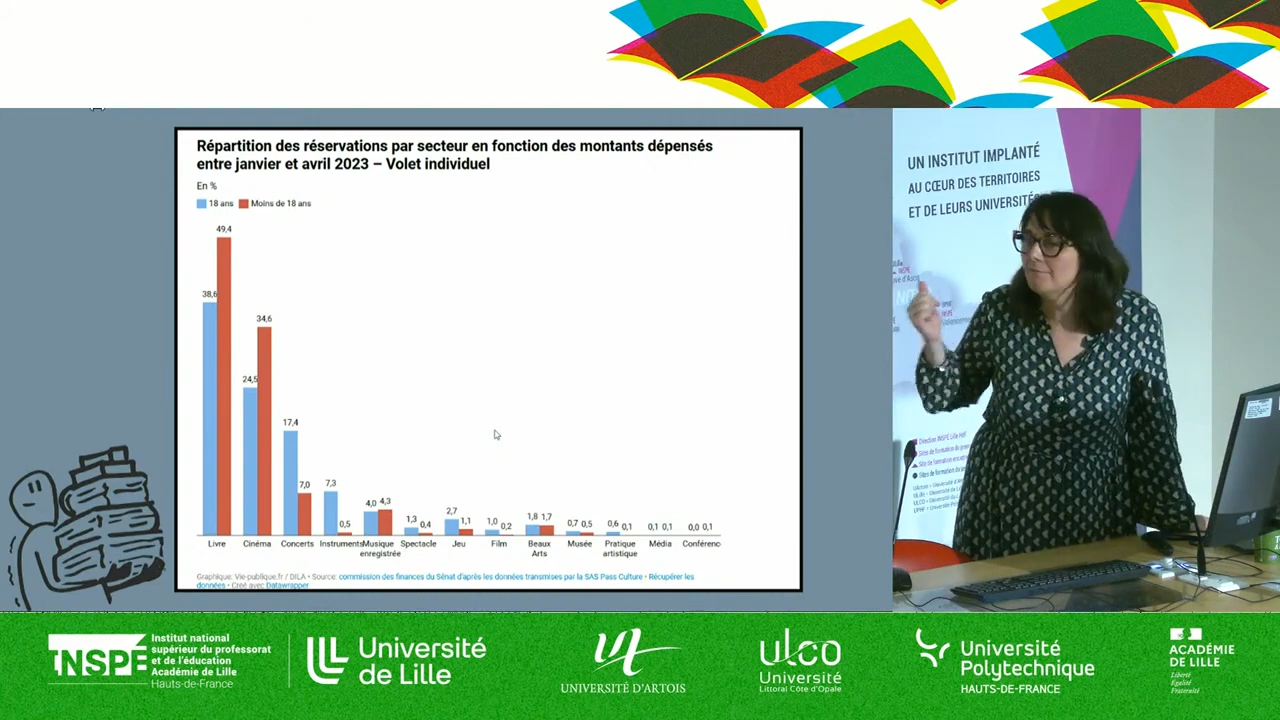 Répartition des réservations par secteur en fonction des montants dépensés
entre janvier et avril 2023 – Volet individuel
En %
18 ans
Moins de 18 ans
38,6
49,4
24,5
34,6
17,4
7,0
7,3
0,5
4,0
4,3
1,3
0,4
2,7
1,1
1,0
0,2
1,8
1,7
0,7
0,5
0,6
0,1
0,1
0,1
0,0
0,1
Livre
Cinéma
Concerts
Instruments
Musique
enregistrée
Spectacle
Jeu
Film
Beaux
Arts
Musée
Pratique
artistique
Média
Conférenc
Graphique: Vie-publique.fr / DILA • Source: commission des finances du Sénat d'après les données transmises par la SAS Pass Culture • Récupérer les
données • Créé avec Datawrapper
UN INSTITUT IMPLANTÉ
AU CŒUR DES TERRITOIRES
ET DE LEURS UNIVERSITÉS
INSPÉ
Institut national
supérieur du professorat
et de l'éducation
Académie de Lille
Hauts-de-France
Université
de Lille
UNIVERSITÉ D'ARTOIS
ulco
Université
Littoral Côte d'Opale
Université
Polytechnique
HAUTS-DE-FRANCE
ACADÉMIE
DE LILLE
Liberté
Égalité
Fraternité